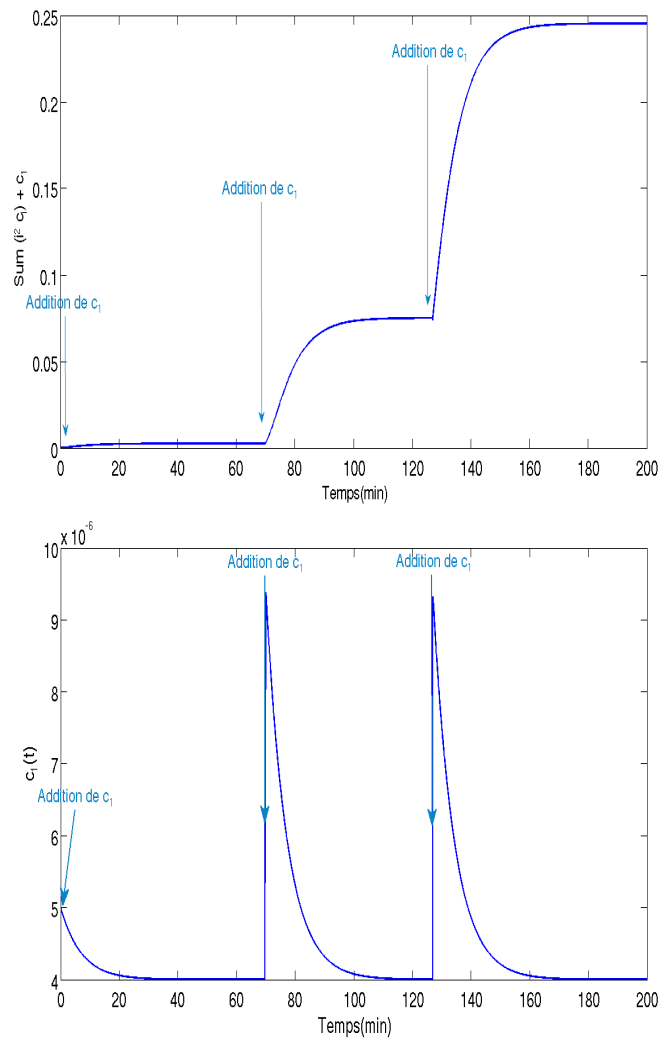 0.25
0.2
0.15
0.1
0.05
0
Sum (i² cᵢ) + c₁
Addition de c₁
Addition de c₁
Addition de c₁
0 20 40 60 80 100 120 140 160 180 200
Temps(min)
x 10⁻⁶
10
9
8
7
6
5
4
c₁(t)
Addition de c₁
Addition de c₁
Addition de c₁
0 20 40 60 80 100 120 140 160 180 200
Temps(min)